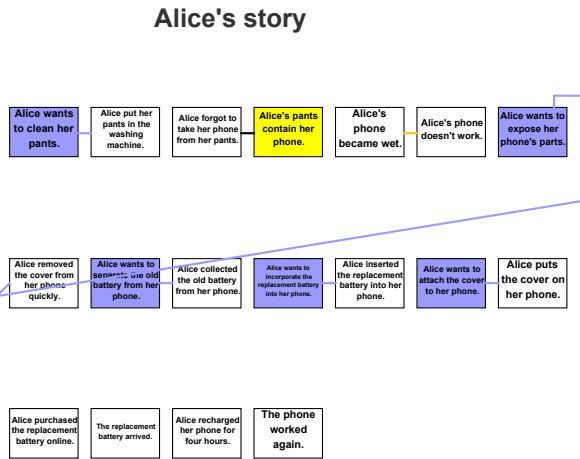 Alice's story
Alice wants
to clean her
pants.
Alice put her
pants in the
washing
machine.
Alice forgot to
take her phone
from her pants.
Alice's pants
contain her
phone.
Alice's
phone
became wet.
Alice's phone
doesn't work.
Alice wants to
expose her
phone's parts.
Alice removed
the cover from
her phone
quickly.
Alice wants to
separate the old
battery from her
phone.
Alice collected
the old battery
from her phone.
Alice wants to
incorporate the
replacement battery
into her phone.
Alice inserted
the replacement
battery into her
phone.
Alice wants to
attach the cover
to her phone.
Alice puts
the cover on
her phone.
Alice purchased
the replacement
battery online.
The replacement
battery arrived.
Alice recharged
her phone for
four hours.
The phone
worked
again.